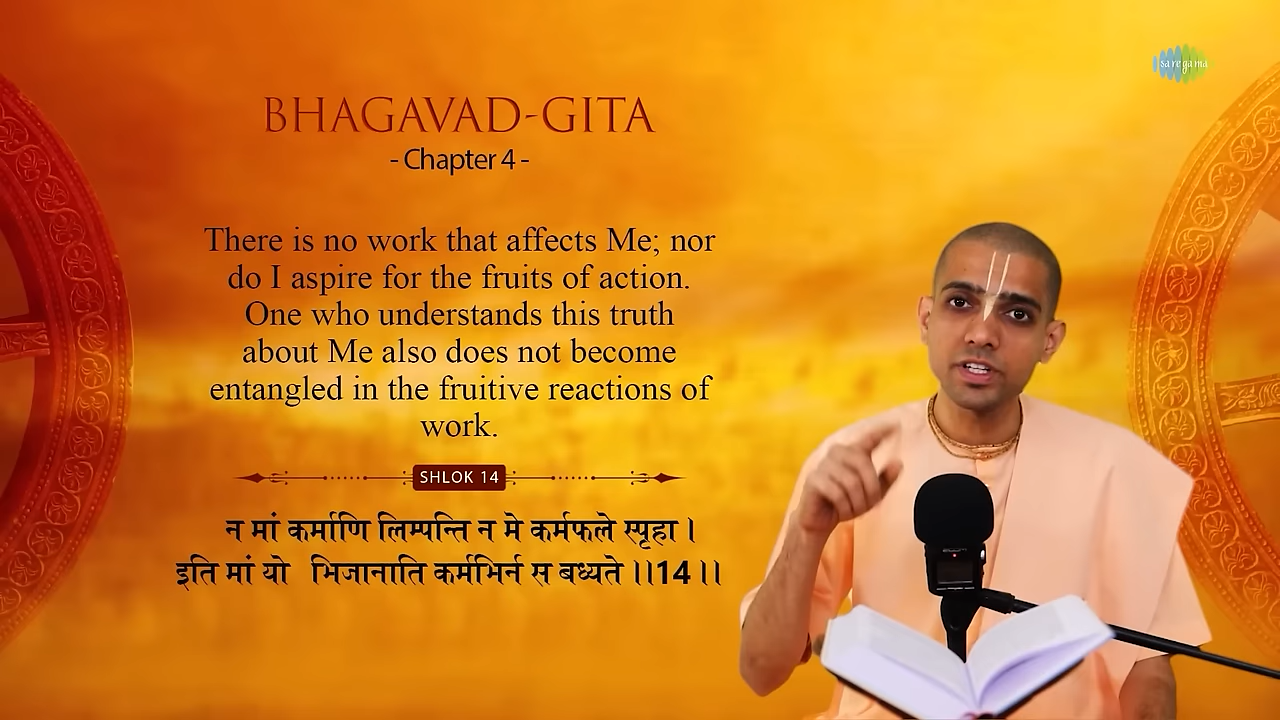 saregama
BHAGAVAD-GITA
- Chapter 4 -
There is no work that affects Me; nor
do I aspire for the fruits of action.
One who understands this truth
about Me also does not become
entangled in the fruitive reactions of
work.
SHLOK 14
न मां कर्माणि लिम्पन्ति न मे कर्मफले स्पृहा ।
इति मां यो भिजानाति कर्मभिर्न स बध्यते ।।14।।